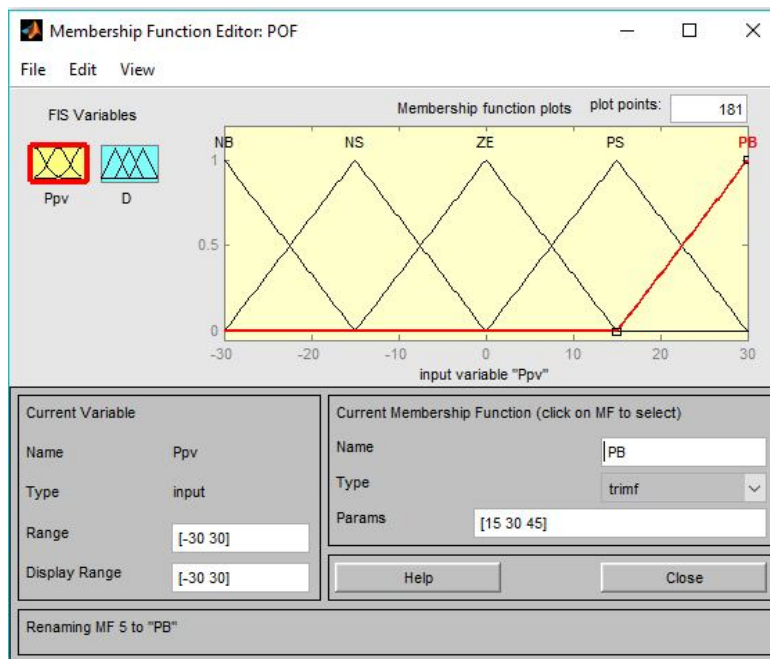 Membership Function Editor: POF
File Edit View
FIS Variables
Ppv
D
Membership function plots
plot points:
181
NB NS ZE PS PB
1
0.5
0
-30 -20 -10 0 10 20 30
input variable "Ppv"
Current Variable
Name Ppv
Type input
Range [-30 30]
Display Range [-30 30]
Current Membership Function (click on MF to select)
Name PB
Type trimf
Params [15 30 45]
Help Close
Renaming MF 5 to "PB"